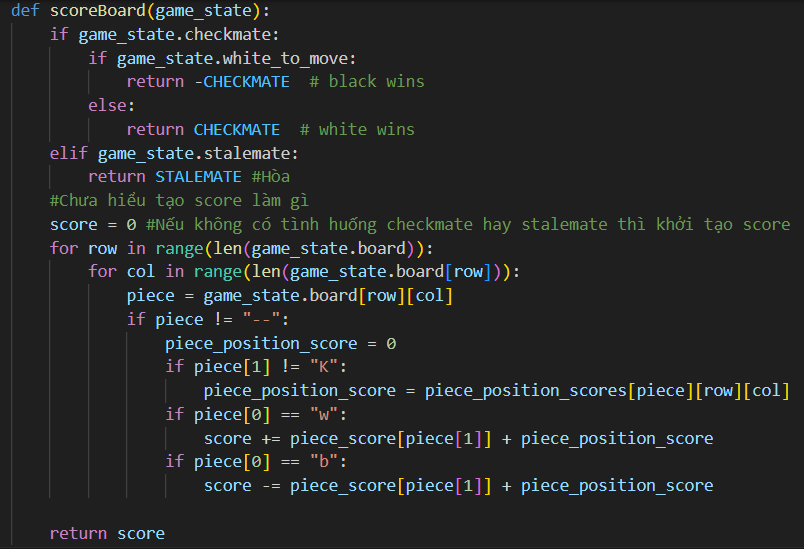 def scoreBoard(game_state):
    if game_state.checkmate:
        if game_state.white_to_move:
            return -CHECKMATE  # black wins
        else:
            return CHECKMATE  # white wins
    elif game_state.stalemate:
        return STALEMATE #Hòa
    #Chưa hiểu tạo score làm gì
    score = 0 #Nếu không có tình huống checkmate hay stalemate thì khởi tạo score
    for row in range(len(game_state.board)):
        for col in range(len(game_state.board[row])):
            piece = game_state.board[row][col]
            if piece != "--":
                piece_position_score = 0
                if piece[1] != "K":
                    piece_position_score = piece_position_scores[piece][row][col]
                if piece[0] == "w":
                    score += piece_score[piece[1]] + piece_position_score
                if piece[0] == "b":
                    score -= piece_score[piece[1]] + piece_position_score
    return score